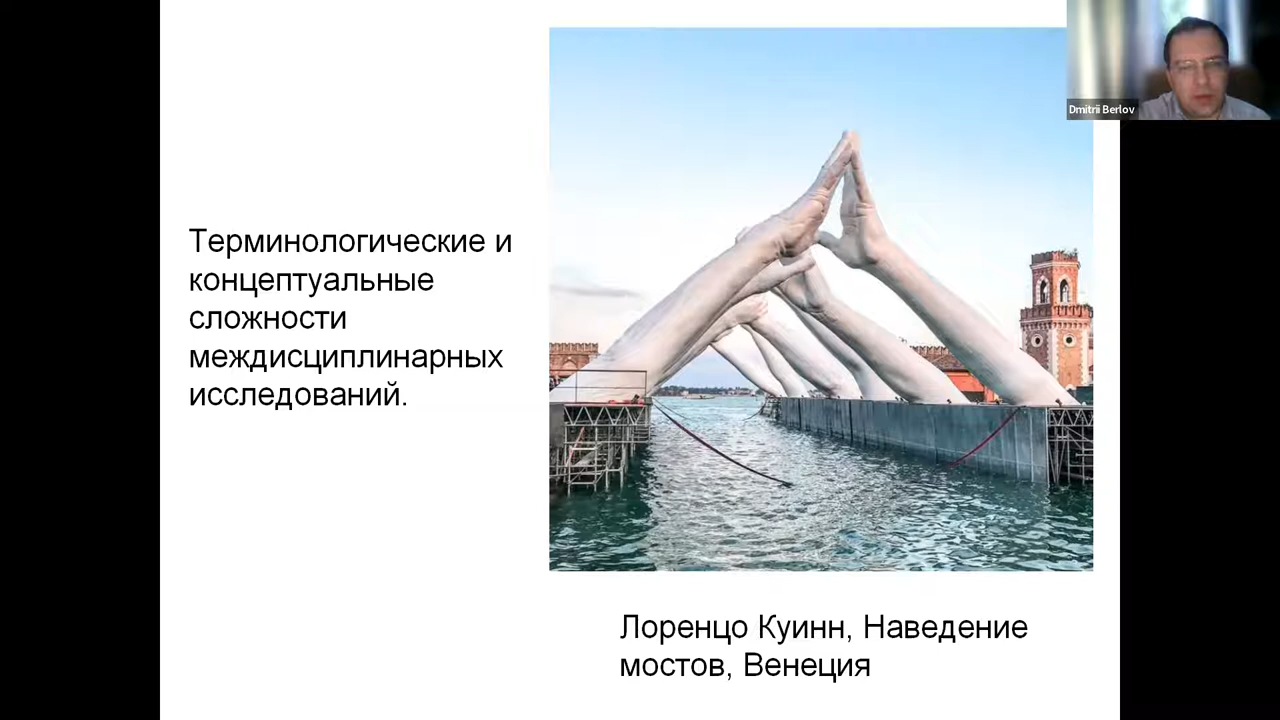 Dmitrii Berlov
Терминологические и
концептуальные
сложности
междисциплинарных
исследований.
Лоренцо Куинн, Наведение
мостов, Венеция